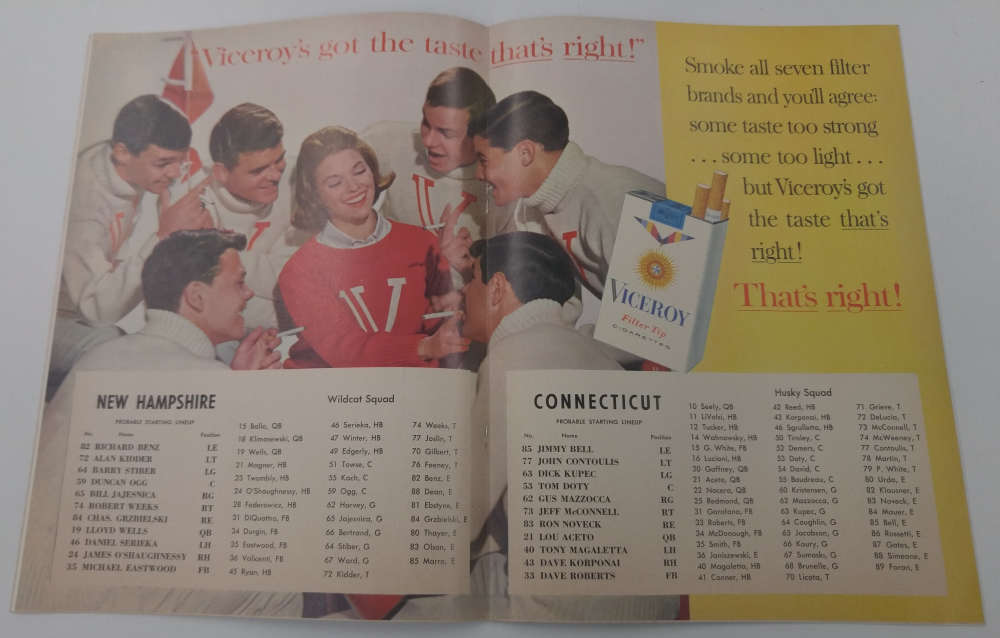 "Viceroy's got the taste that's right!"
Smoke all seven filter
brands and you'll agree:
some taste too strong
...some too light...
but Viceroy's got
the taste that's
right!
That's right!
VICEROY
Filter Tip
CIGARETTES
V
V
V
V
NEW HAMPSHIRE
PROBABLE STARTING LINEUP
No. Name Position
82 RICHARD BENZ LE
72 ALAN KIDDER LT
64 BARRY STIBER LG
59 DUNCAN OGG C
65 BILL JAJESNICA RG
74 ROBERT WEEKS RT
84 CHAS. GRZBIELSKI RE
19 LLOYD WELLS QB
46 DANIEL SERIEKA LH
24 JAMES O'SHAUGHNESSY RH
35 MICHAEL EASTWOOD FB
Wildcat Squad
15 Ballo, QB
18 Klimanewski, QB
19 Wells, QB
21 Magner, HB
23 Twombly, HB
24 O'Shaughnessy, HB
28 Federowicz, HB
31 DiQuattro, FB
34 Durgin, FB
35 Eastwood, FB
36 Valicenti, FB
45 Ryan, HB
46 Serieka, HB
47 Winter, HB
49 Edgerly, HB
51 Towse, C
55 Koch, C
59 Ogg, C
62 Harvey, G
65 Jajesnica, G
66 Bertrand, G
64 Stiber, G
67 Ward, G
72 Kidder, T
74 Weeks, T
77 Joslin, T
70 Gilbert, T
76 Feeney, T
82 Benz, E
88 Dean, E
81 Ebdyne, E
84 Grzbielski, E
80 Thayer, E
83 Oban, E
85 Marro, E
CONNECTICUT
PROBABLE STARTING LINEUP
No. Name Position
85 JIMMY BELL LE
77 JOHN CONTOULIS LT
63 DICK KUPEC LG
53 TOM DOTY C
62 GUS MAZZOCCA RG
73 JEFF McCONNELL RT
83 RON NOVECK RE
21 LOU ACETO QB
40 TONY MAGALETTA LH
43 DAVE KORPONAI RH
33 DAVE ROBERTS FB
Husky Squad
10 Seely, QB
11 LiVolsi, HB
12 Tucker, HB
14 Wahnowsky, HB
15 G. White, FB
16 Luciani, HB
20 Gaffney, QB
21 Aceto, QB
22 Nocera, QB
25 Redmond, QB
31 Garofano, FB
33 Roberts, FB
34 McDonough, FB
35 Smith, FB
36 Janiszewski, E
40 Magaletta, HB
41 Conner, HB
42 Reed, HB
43 Korponai, HB
46 Sgrulletta, HB
50 Tinsley, C
52 Demers, C
53 Doty, C
54 David, C
55 Baudreau, C
60 Kristensen, G
62 Mazzocca, G
63 Kupec, G
64 Coughlin, G
65 Jacobson, G
66 Koury, G
67 Sumoski, G
68 Brunelle, G
70 Licata, T
71 Grieve, T
72 DeLucia, T
73 McConnell, T
74 McWeeney, T
77 Contoulis, T
78 Martin, T
79 P. White, T
80 Urda, E
82 Klausner, E
83 Noveck, E
84 Mauer, E
85 Bell, E
86 Rossetti, E
87 Gates, E
88 Simeone, E
89 Foran, E